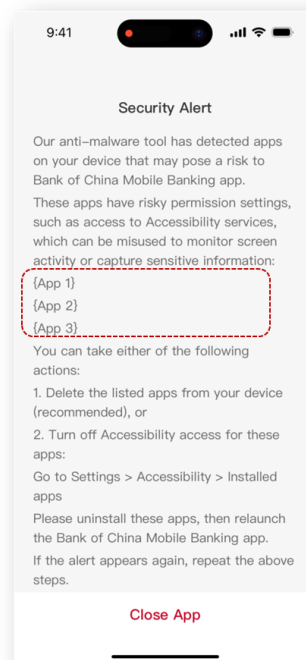 9:41
Security Alert
Our anti-malware tool has detected apps
on your device that may pose a risk to
Bank of China Mobile Banking app.
These apps have risky permission settings,
such as access to Accessibility services,
which can be misused to monitor screen
activity or capture sensitive information:
{App 1}
{App 2}
{App 3}
You can take either of the following
actions:
1. Delete the listed apps from your device
(recommended), or
2. Turn off Accessibility access for these
apps:
Go to Settings > Accessibility > Installed
apps
Please uninstall these apps, then relaunch
the Bank of China Mobile Banking app.
If the alert appears again, repeat the above
steps.
Close App